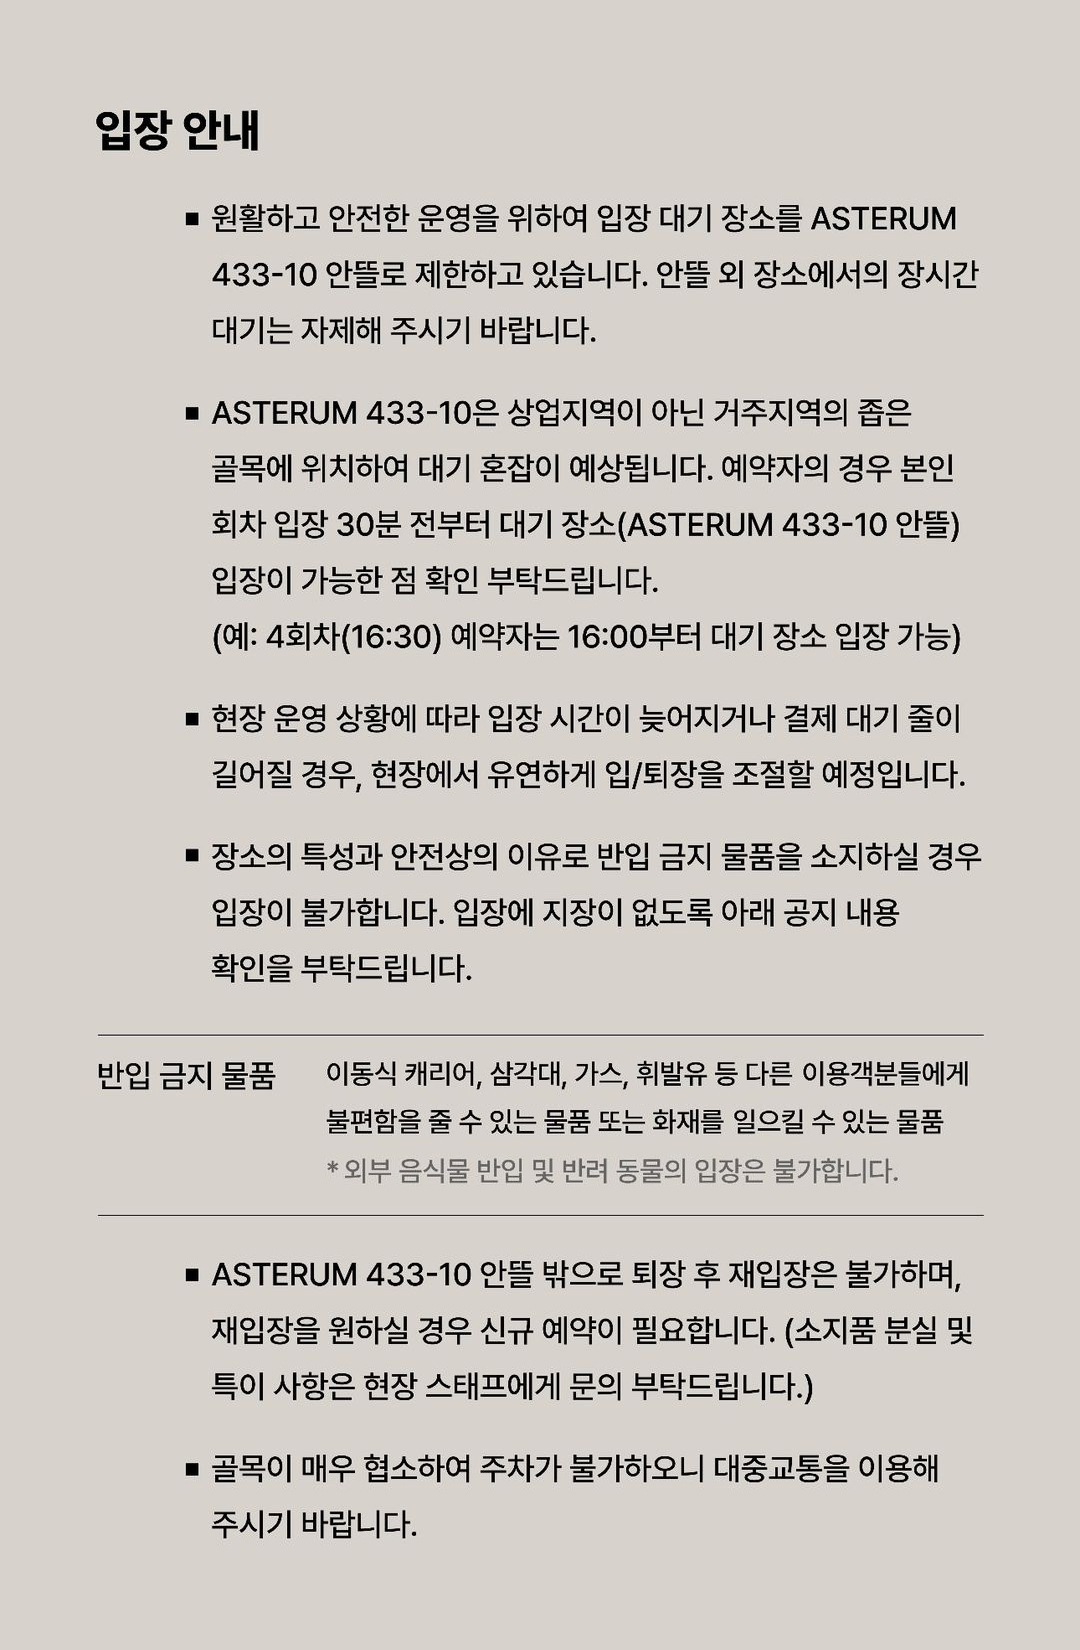 입장 안내
▪ 원활하고 안전한 운영을 위하여 입장 대기 장소를 ASTERUM
433-10 안뜰로 제한하고 있습니다. 안뜰 외 장소에서의 장시간
대기는 자제해 주시기 바랍니다.
▪ ASTERUM 433-10은 상업지역이 아닌 거주지역의 좁은
골목에 위치하여 대기 혼잡이 예상됩니다. 예약자의 경우 본인
회차 입장 30분 전부터 대기 장소(ASTERUM 433-10 안뜰)
입장이 가능한 점 확인 부탁드립니다.
(예: 4회차(16:30) 예약자는 16:00부터 대기 장소 입장 가능)
▪ 현장 운영 상황에 따라 입장 시간이 늦어지거나 결제 대기 줄이
길어질 경우, 현장에서 유연하게 입/퇴장을 조절할 예정입니다.
▪ 장소의 특성과 안전상의 이유로 반입 금지 물품을 소지하실 경우
입장이 불가합니다. 입장에 지장이 없도록 아래 공지 내용
확인을 부탁드립니다.
반입 금지 물품 이동식 캐리어, 삼각대, 가스, 휘발유 등 다른 이용객분들에게
불편함을 줄 수 있는 물품 또는 화재를 일으킬 수 있는 물품
* 외부 음식물 반입 및 반려 동물의 입장은 불가합니다.
▪ ASTERUM 433-10 안뜰 밖으로 퇴장 후 재입장은 불가하며,
재입장을 원하실 경우 신규 예약이 필요합니다. (소지품 분실 및
특이 사항은 현장 스태프에게 문의 부탁드립니다.)
▪ 골목이 매우 협소하여 주차가 불가하오니 대중교통을 이용해
주시기 바랍니다.